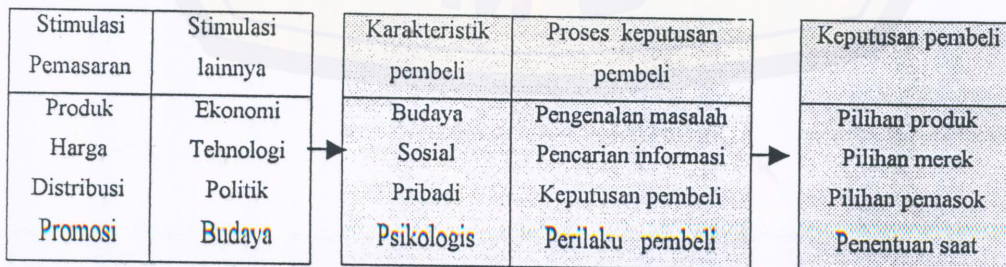 Stimulasi Pemasaran
Stimulasi lainnya
Produk
Harga
Distribusi
Promosi
Ekonomi
Tehnologi
Politik
Budaya
Karakteristik pembeli
Proses keputusan pembeli
Budaya
Sosial
Pribadi
Psikologis
Pengenalan masalah
Pencarian informasi
Keputusan pembeli
Perilaku pembeli
Keputusan pembeli
Pilihan produk
Pilihan merek
Pilihan pemasok
Penentuan saat